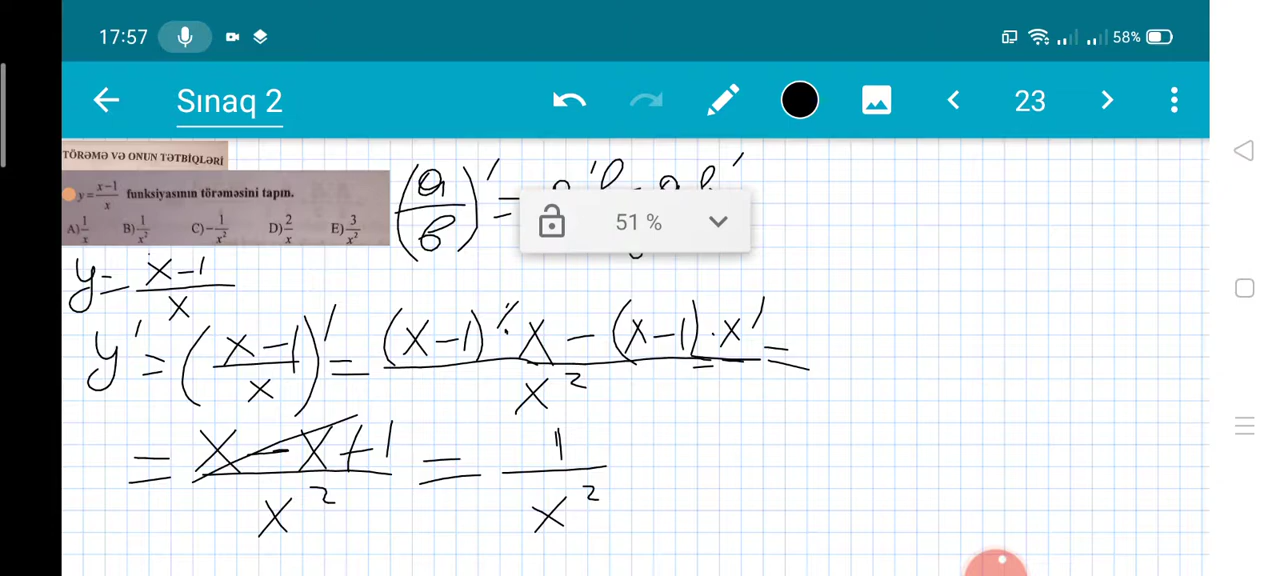 17:57 58%
Sınaq 2 23
TÖRƏMƏ VƏ ONUN TƏTBİQLƏRİ
y = (x-1)/x funksiyasının törəməsini tapın.
A) 1/x B) 1/x² C) -1/x² D) 2/x E) 3/x²
(a/b)' =
51 %
y = (x-1)/x
y' = ((x-1)/x)' = ((x-1)'·x - (x-1)·x')/x² =
= (x-x+1)/x² = 1/x²